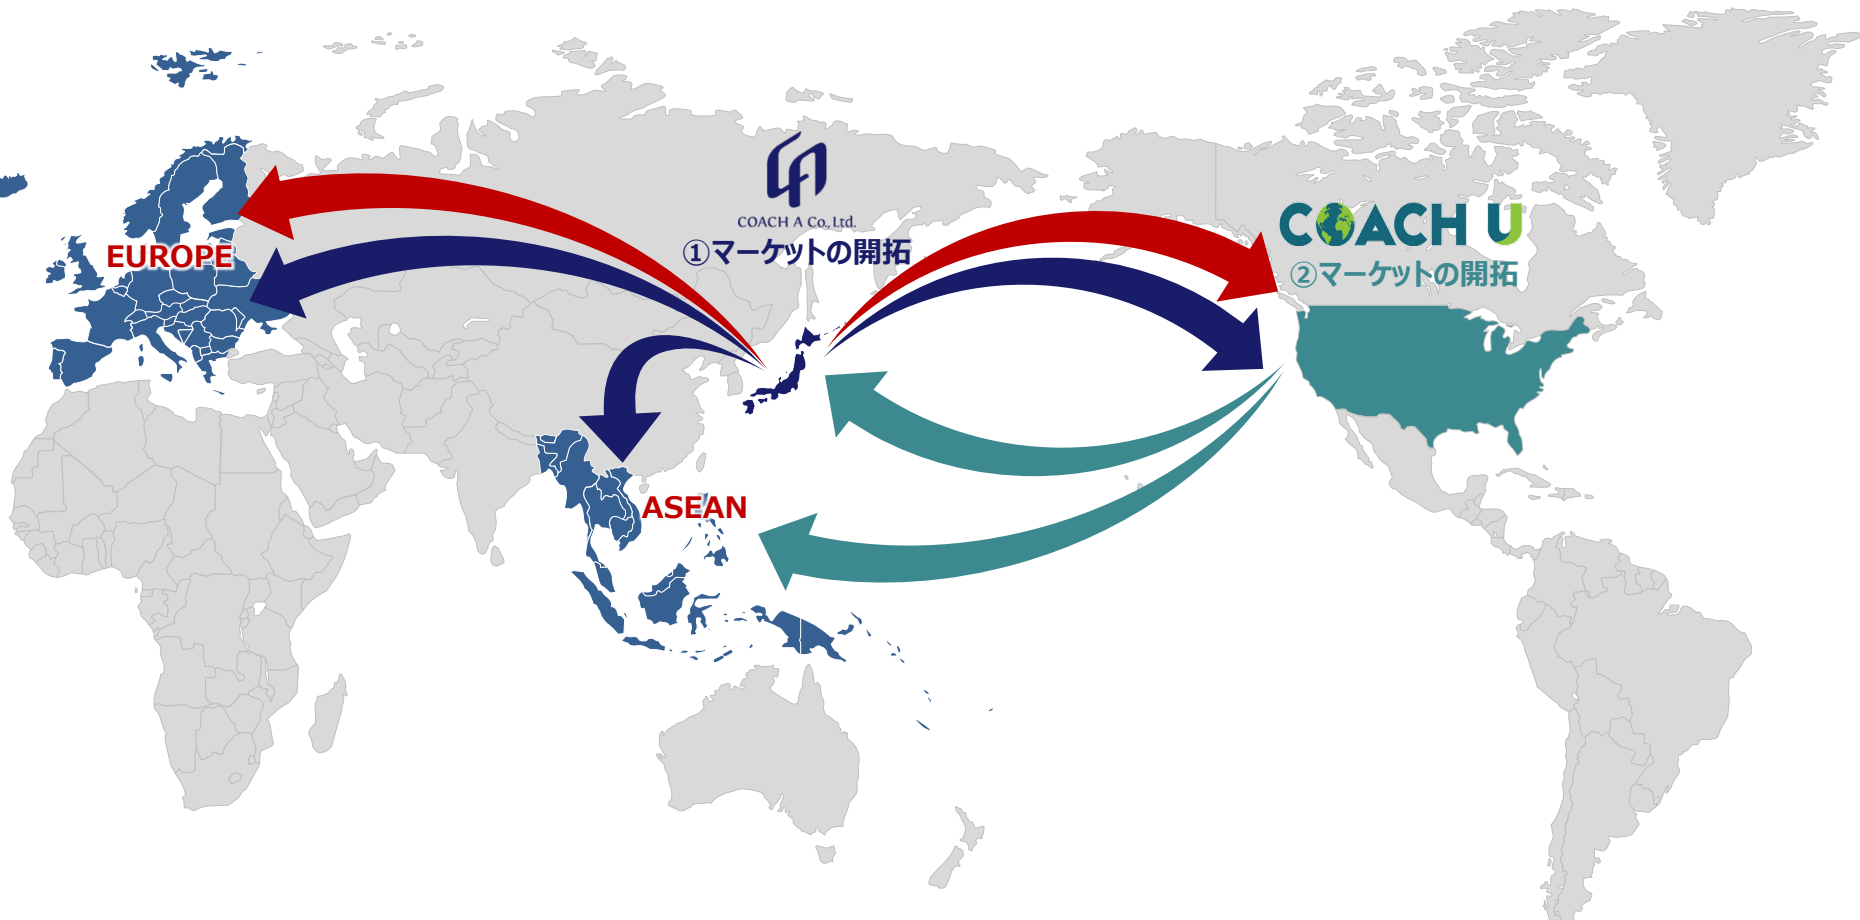 COACH A Co., Ltd.
①マーケットの開拓
COACH U
②マーケットの開拓
EUROPE
ASEAN